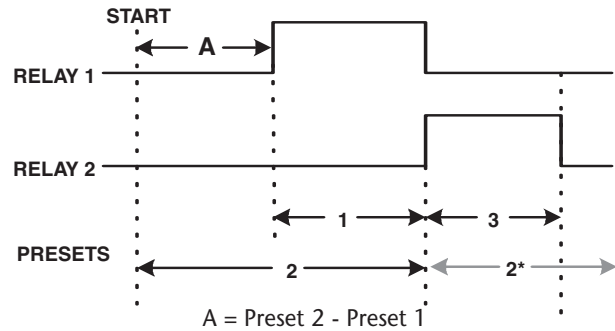 START
A
RELAY 1
RELAY 2
1
3
PRESETS
2
2*
A = Preset 2 - Preset 1